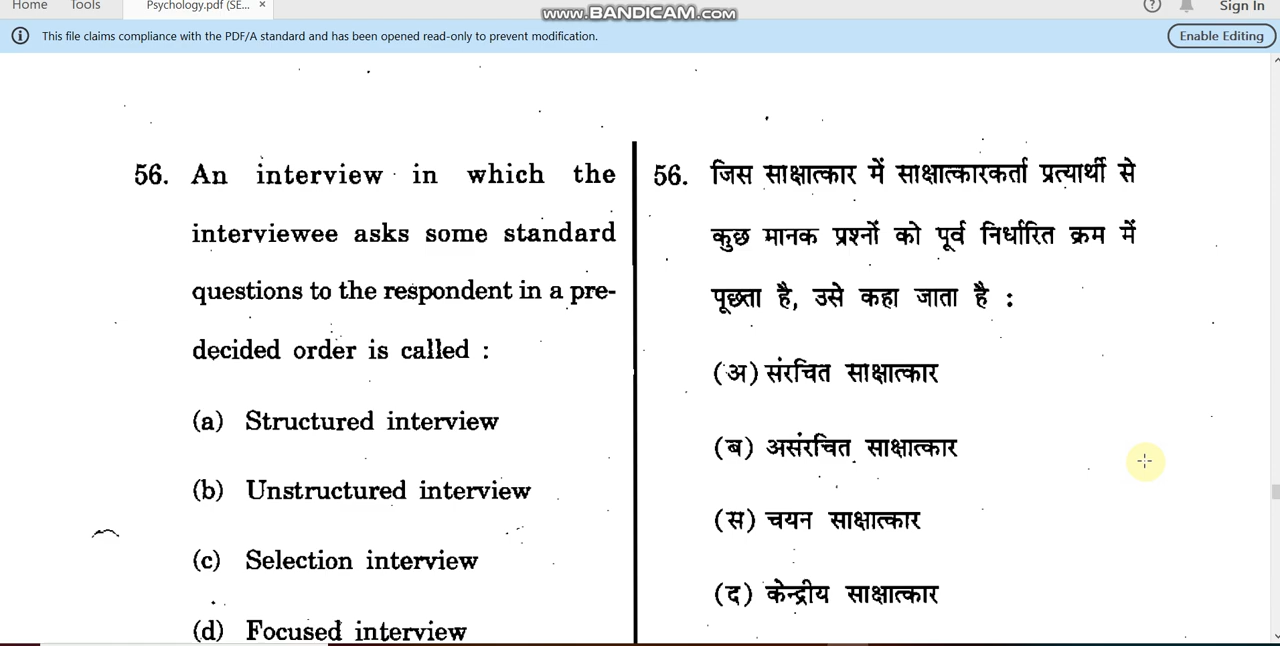 Home Tools Psychology.pdf (SE... × Sign In
www.BANDICAM.com
This file claims compliance with the PDF/A standard and has been opened read-only to prevent modification. Enable Editing
56. An interview in which the
interviewee asks some standard
questions to the respondent in a pre-
decided order is called :
(a) Structured interview
(b) Unstructured interview
(c) Selection interview
(d) Focused interview
56. जिस साक्षात्कार में साक्षात्कारकर्ता प्रत्यार्थी से
कुछ मानक प्रश्नों को पूर्व निर्धारित क्रम में
पूछता है, उसे कहा जाता है :
(अ) संरचित साक्षात्कार
(ब) असंरचित साक्षात्कार
(स) चयन साक्षात्कार
(द) केन्द्रीय साक्षात्कार